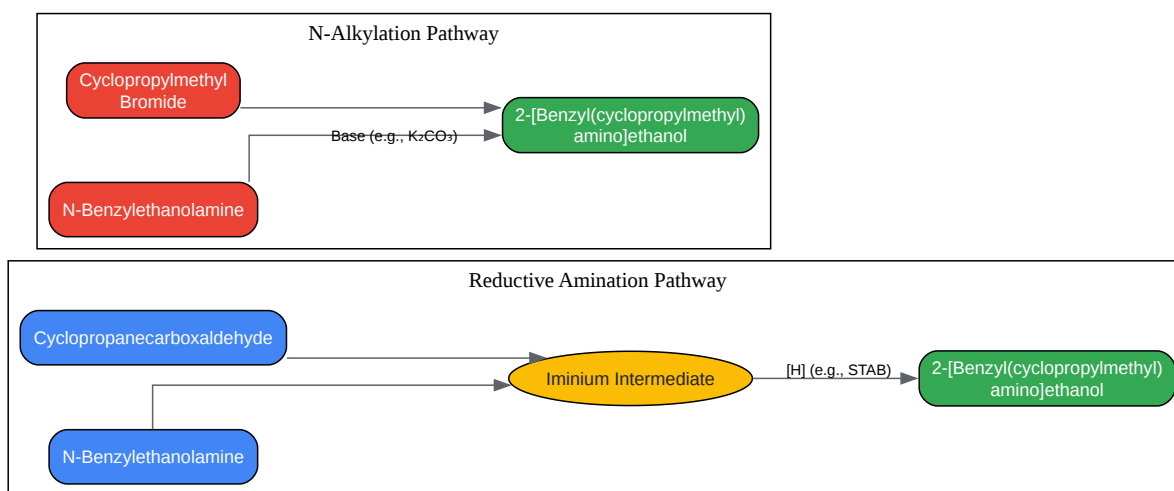 N-Alkylation Pathway
Cyclopropylmethyl
Bromide
2-[Benzyl(cyclopropylmethyl)
amino]ethanol
Base (e.g., K₂CO₃)
N-Benzylethanolamine
Reductive Amination Pathway
Cyclopropanecarboxaldehyde
Iminium Intermediate
[H] (e.g., STAB)
2-[Benzyl(cyclopropylmethyl)
amino]ethanol
N-Benzylethanolamine